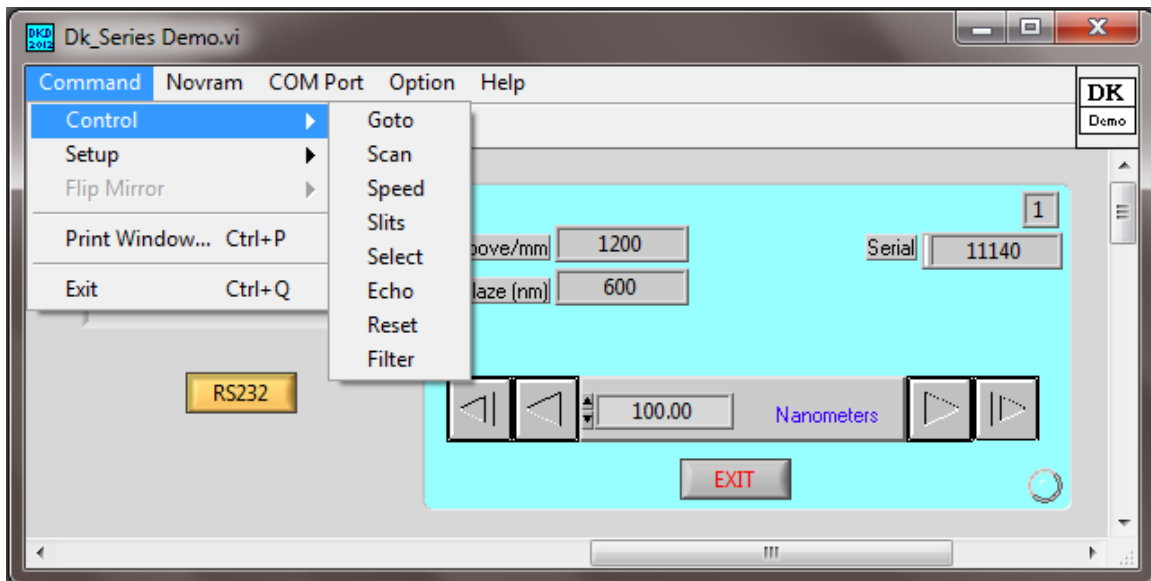 DKD
2012
Dk_Series Demo.vi
Command Novram COM Port Option Help
DK
Demo
Control
Setup
Flip Mirror
Print Window... Ctrl+P
Exit Ctrl+Q
Goto
Scan
Speed
Slits
Select
Echo
Reset
Filter
1
oove/mm 1200
Serial 11140
laze (nm) 600
RS232
100.00 Nanometers
EXIT